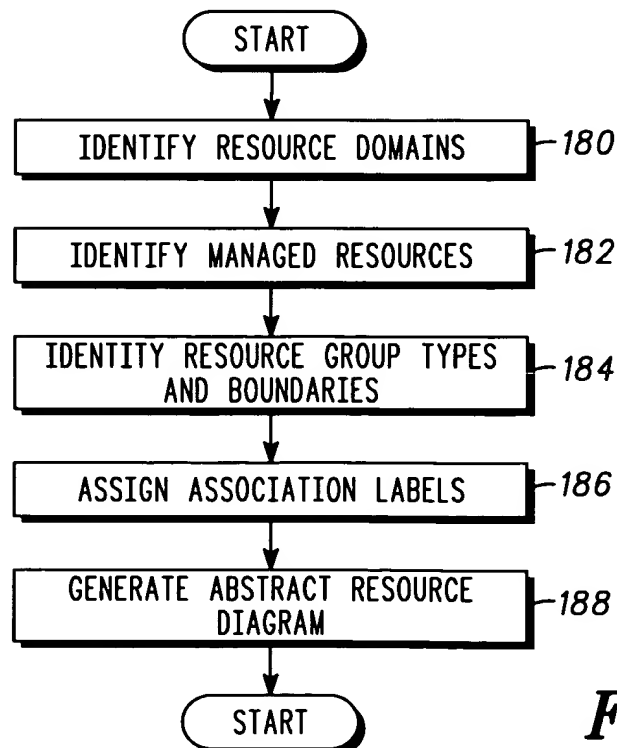 START
IDENTIFY RESOURCE DOMAINS 180
IDENTIFY MANAGED RESOURCES 182
IDENTITY RESOURCE GROUP TYPES
AND BOUNDARIES 184
ASSIGN ASSOCIATION LABELS 186
GENERATE ABSTRACT RESOURCE
DIAGRAM 188
START
F